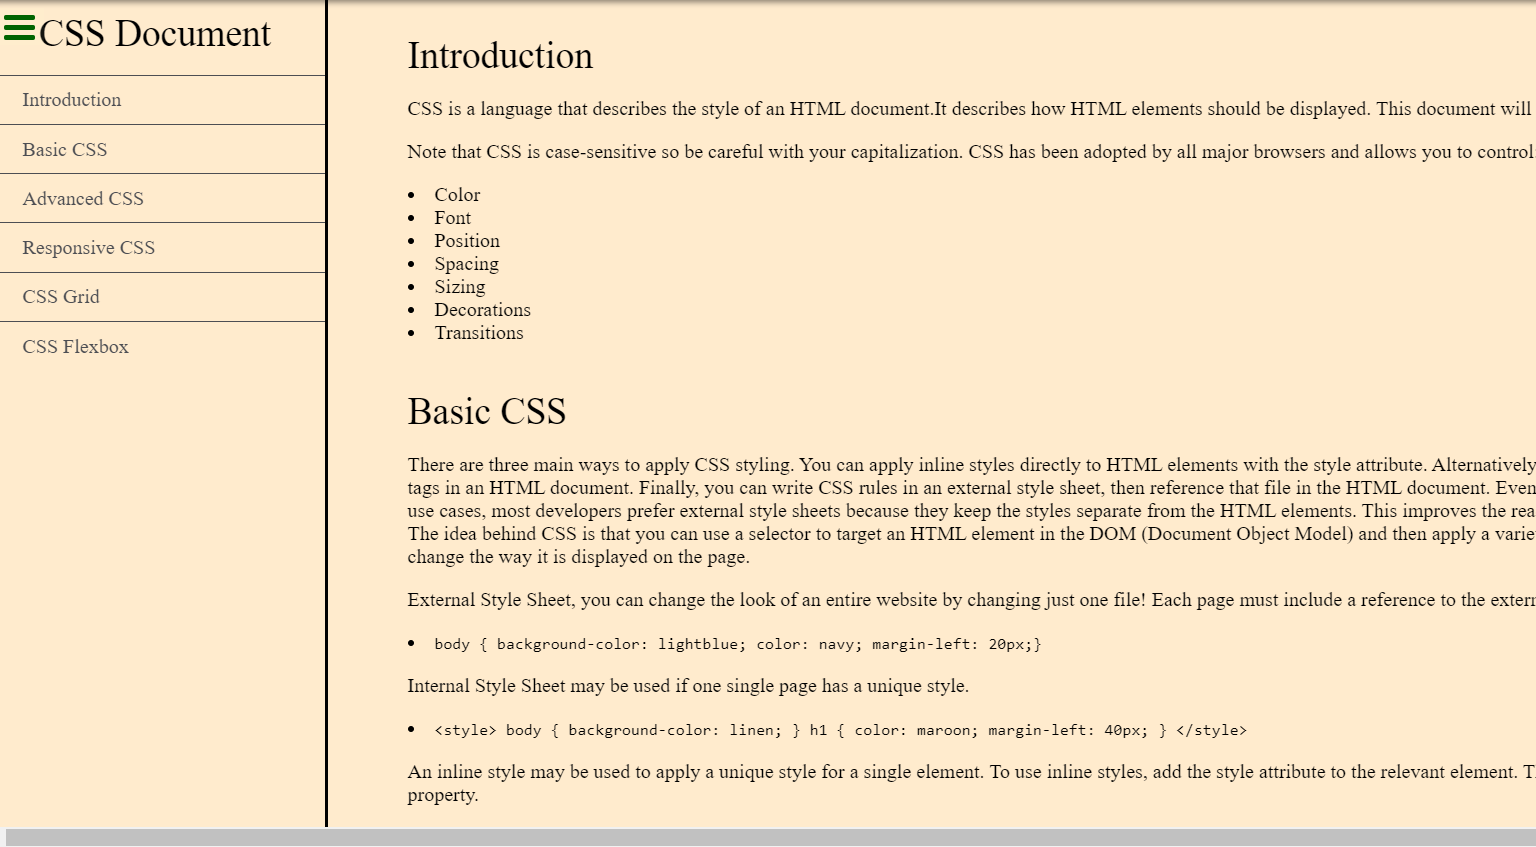 CSS Document
Introduction
Basic CSS
Advanced CSS
Responsive CSS
CSS Grid
CSS Flexbox
Introduction
CSS is a language that describes the style of an HTML document.It describes how HTML elements should be displayed. This document will
Note that CSS is case-sensitive so be careful with your capitalization. CSS has been adopted by all major browsers and allows you to control
• Color
• Font
• Position
• Spacing
• Sizing
• Decorations
• Transitions
Basic CSS
There are three main ways to apply CSS styling. You can apply inline styles directly to HTML elements with the style attribute. Alternatively
tags in an HTML document. Finally, you can write CSS rules in an external style sheet, then reference that file in the HTML document. Even
use cases, most developers prefer external style sheets because they keep the styles separate from the HTML elements. This improves the rea
The idea behind CSS is that you can use a selector to target an HTML element in the DOM (Document Object Model) and then apply a varie
change the way it is displayed on the page.
External Style Sheet, you can change the look of an entire website by changing just one file! Each page must include a reference to the exter
• body { background-color: lightblue; color: navy; margin-left: 20px;}
Internal Style Sheet may be used if one single page has a unique style.
• <style> body { background-color: linen; } h1 { color: maroon; margin-left: 40px; } </style>
An inline style may be used to apply a unique style for a single element. To use inline styles, add the style attribute to the relevant element. T
property.